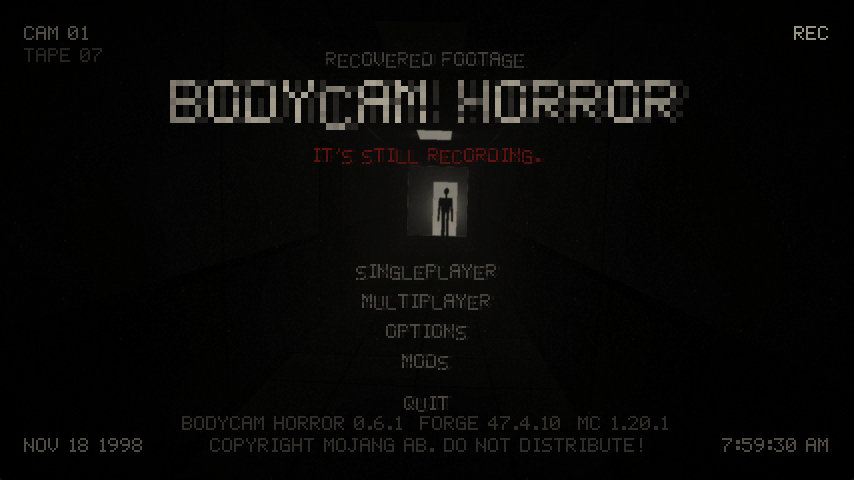 CAM 01
REC
TAPE 07
RECOVERED FOOTAGE
BODYCAM HORROR
IT'S STILL RECORDING.
SINGLEPLAYER
MULTIPLAYER
OPTIONS
MODS
QUIT
BODYCAM HORROR 0.6.1 FORGE 47.4.10 MC 1.20.1
NOV 18 1998
COPYRIGHT MOJANG AB. DO NOT DISTRIBUTE!
7:59:30 AM